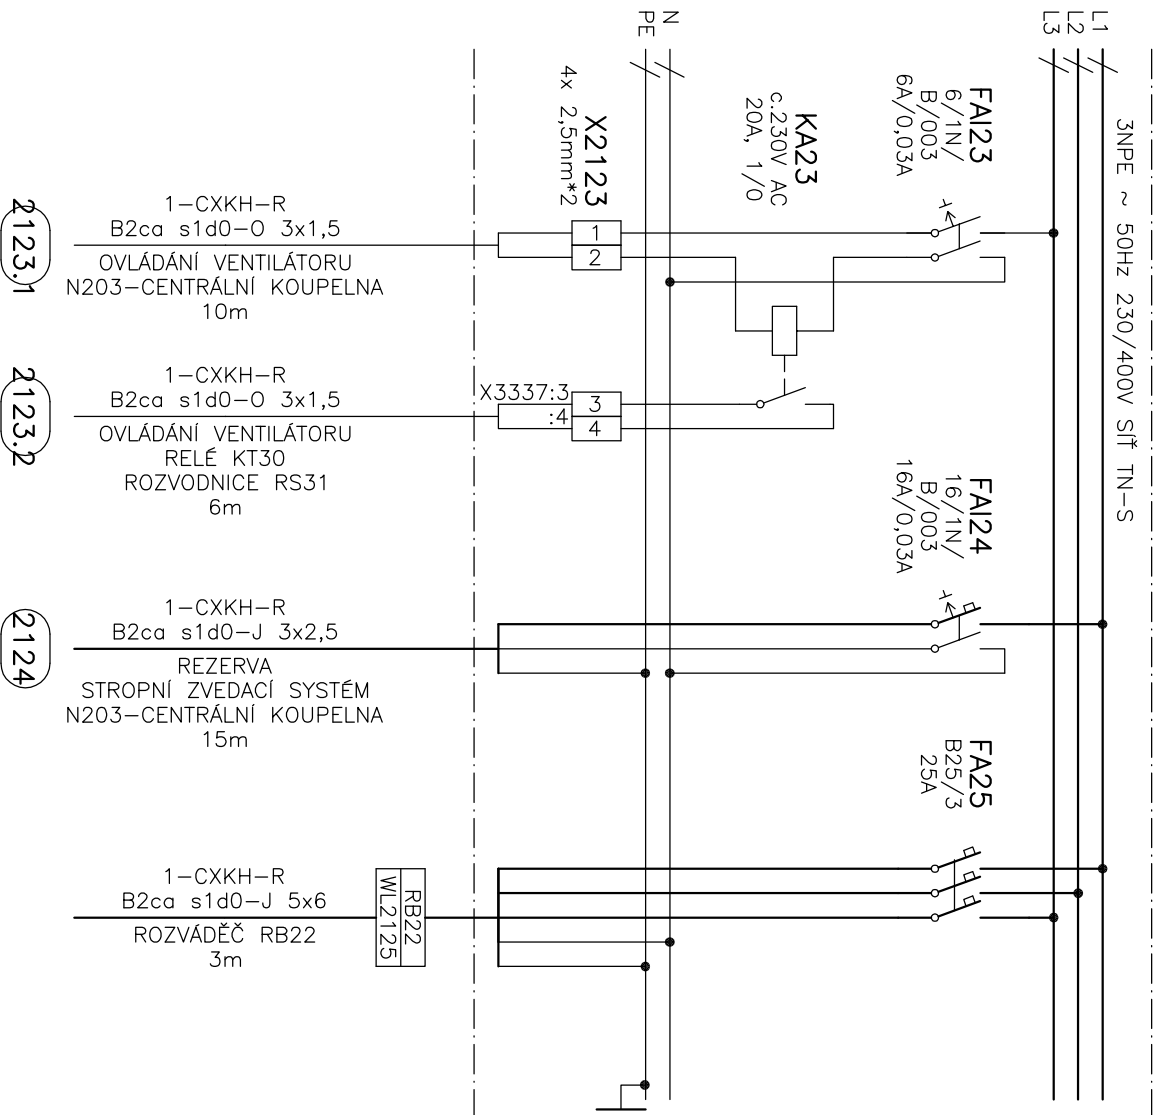 3NPE ~ 50Hz 230/400V SÍŤ TN-S
L1
L2
L3
N
PE
FAI23
6/1N/
B/003
6A/0,03A
KA23
c.230V AC
20A, 1/0
X2123
4x 2,5mm*2
1
2
X3337:3
:4
3
4
FAI24
16/1N/
B/003
16A/0,03A
FA25
B25/3
25A
1-CXKH-R
B2ca s1d0-O 3x1,5
OVLÁDÁNÍ VENTILÁTORU
N203-CENTRÁLNÍ KOUPELNA
10m
2123.1
1-CXKH-R
B2ca s1d0-O 3x1,5
OVLÁDÁNÍ VENTILÁTORU
RELÉ KT30
ROZVODNICE RS31
6m
2123.2
1-CXKH-R
B2ca s1d0-J 3x2,5
REZERVA
STROPNÍ ZVEDACÍ SYSTÉM
N203-CENTRÁLNÍ KOUPELNA
15m
2124
RB22
WL2125
1-CXKH-R
B2ca s1d0-J 5x6
ROZVÁDĚČ RB22
3m